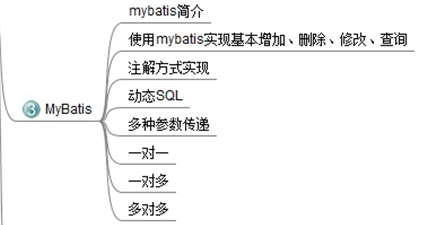 mybatis简介
使用mybatis实现基本增加、删除、修改、查询
注解方式实现
动态SQL
3 MyBatis
多种参数传递
一对一
一对多
多对多